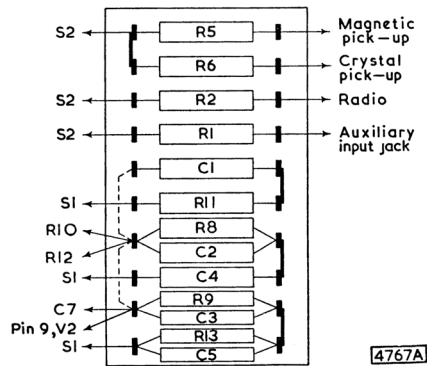 S2
R5
Magnetic
pick-up
R6
Crystal
pick-up
S2
R2
Radio
S2
R1
Auxiliary
input jack
C1
S1
R11
R10
R8
R12
C2
S1
C4
R9
C7
C3
Pin 9, V2
R13
S1
C5
4767A